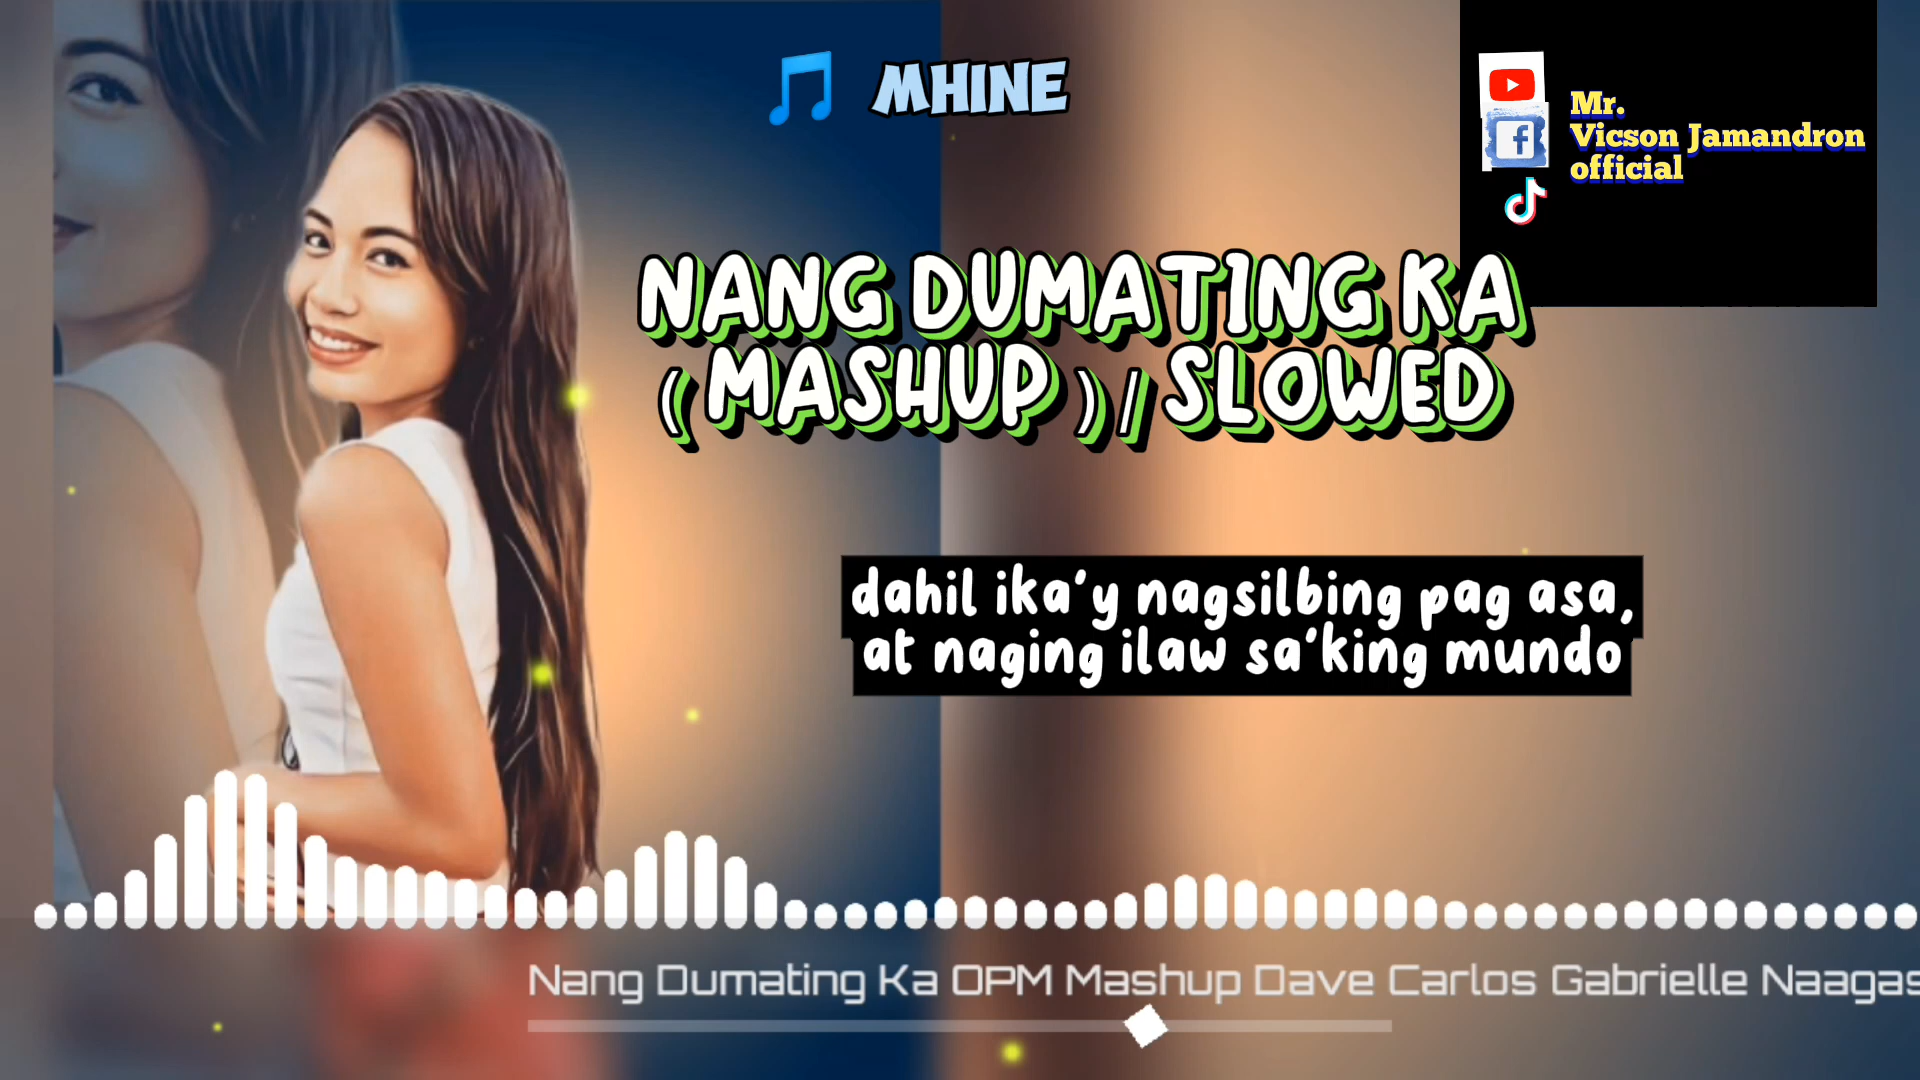 MHINE
Mr.
Vicson Jamandron
official
NANG DUMATING KA
( MASHUP ) / SLOWED
dahil ika'y nagsilbing pag asa,
at naging ilaw sa'king mundo
Nang Dumating Ka OPM Mashup Dave Carlos Gabrielle Naagas